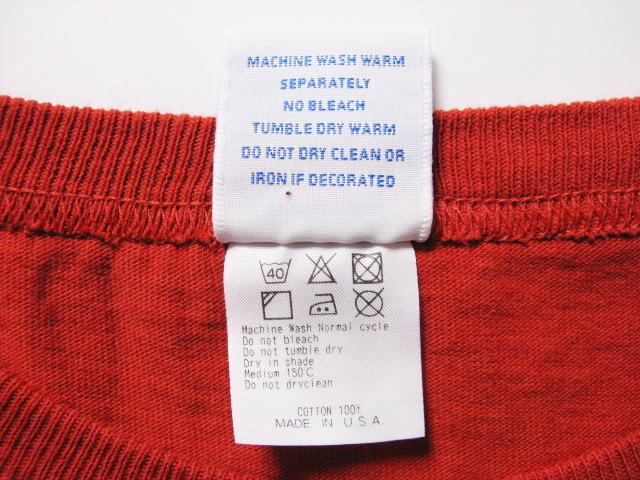 MACHINE WASH WARM
SEPARATELY
NO BLEACH
TUMBLE DRY WARM
DO NOT DRY CLEAN OR
IRON IF DECORATED
40
Machine Wash Normal cycle
Do not bleach
Do not tumble dry
Dry in shade
Medium 150°C
Do not dryclean
COTTON 100%
MADE IN U S A